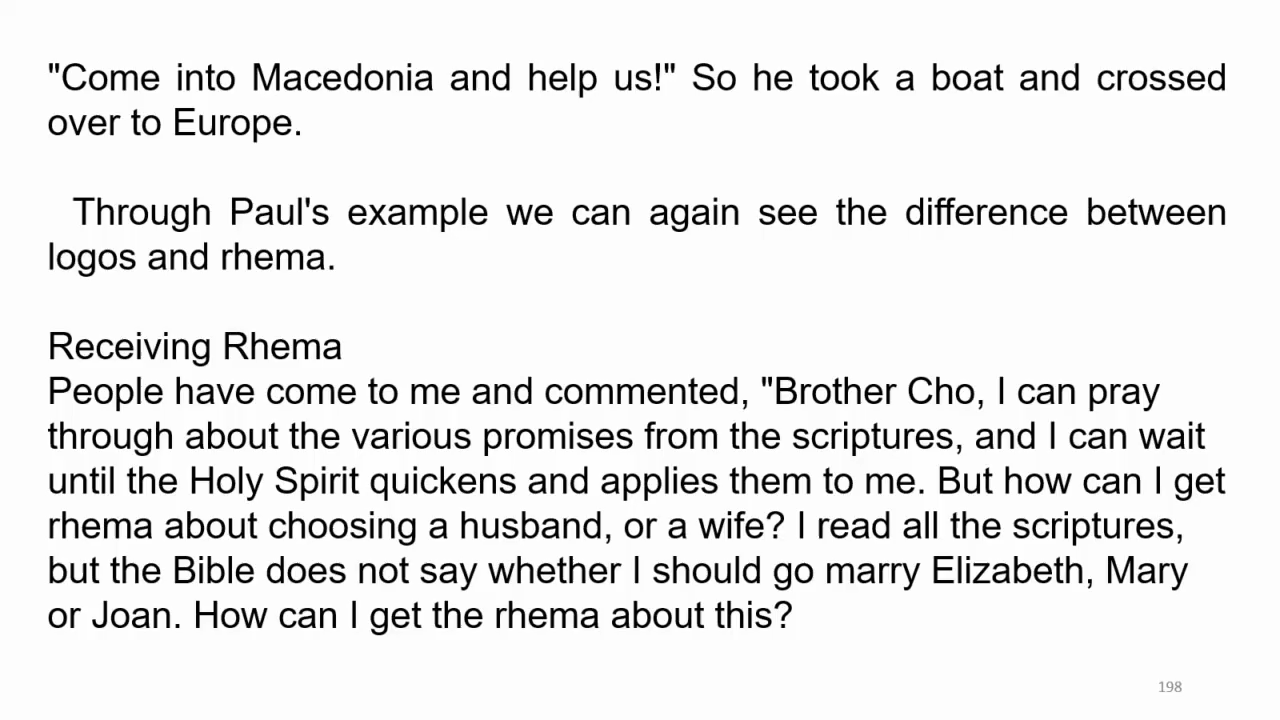 "Come into Macedonia and help us!" So he took a boat and crossed
over to Europe.
Through Paul's example we can again see the difference between
logos and rhema.
Receiving Rhema
People have come to me and commented, "Brother Cho, I can pray
through about the various promises from the scriptures, and I can wait
until the Holy Spirit quickens and applies them to me. But how can I get
rhema about choosing a husband, or a wife? I read all the scriptures,
but the Bible does not say whether I should go marry Elizabeth, Mary
or Joan. How can I get the rhema about this?
198